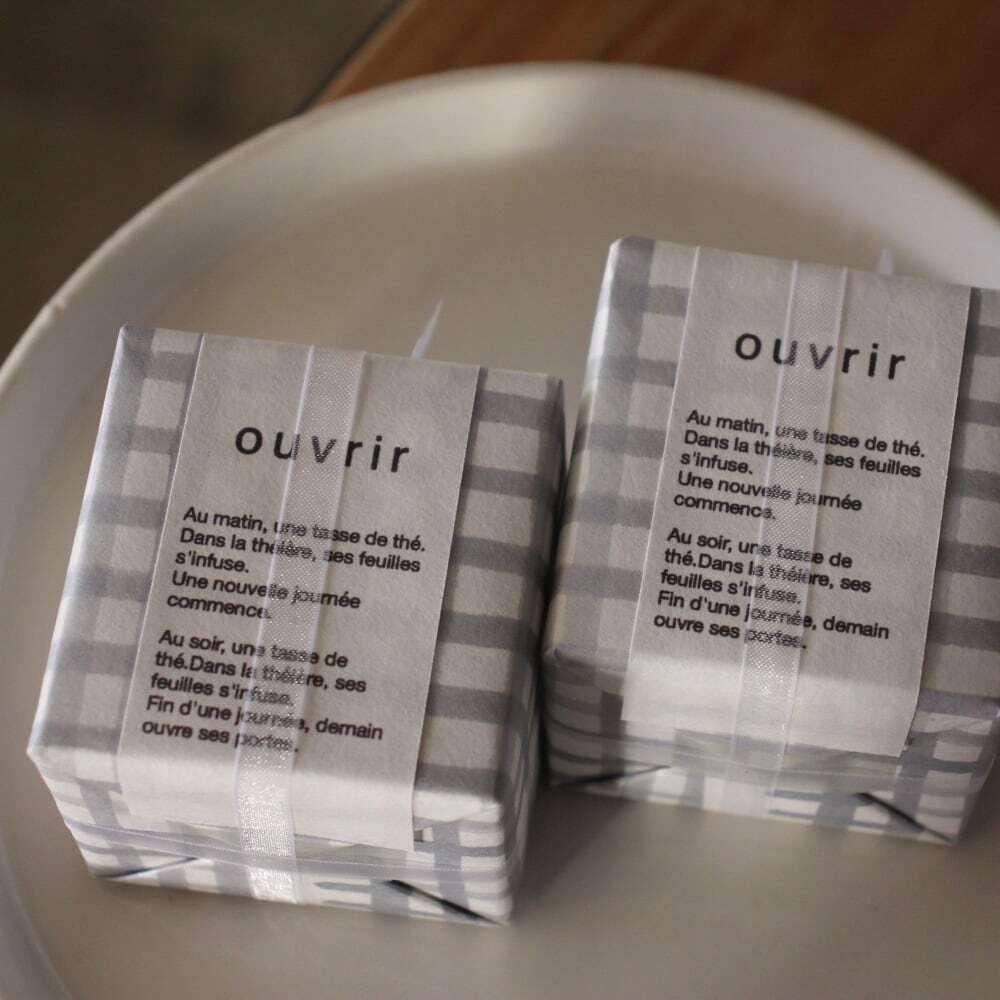 ouvrir
Au matin, une tasse de thé.
Dans la théière, ses feuilles
s'infuse.
Une nouvelle journée
commence.
Au soir, une tasse de
thé.Dans la théière, ses
feuilles s'infuse.
Fin d'une journée, demain
ouvre ses portes.
ouvrir
Au matin, une tasse de thé.
Dans la théière, ses feuilles
s'infuse.
Une nouvelle journée
commence.
Au soir, une tasse de
thé.Dans la théière, ses
feuilles s'infuse.
Fin d'une journée, demain
ouvre ses portes.